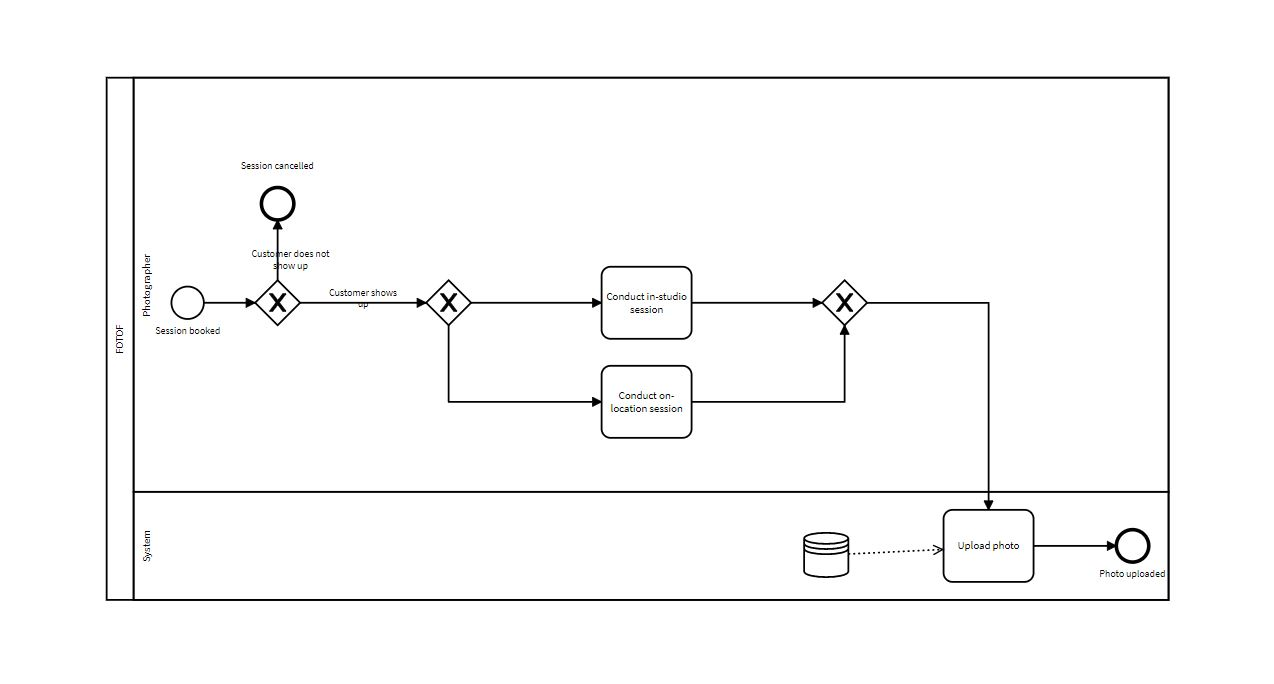 Session cancelled
Customer does not
show up
Customer shows
up
Session booked
Photographer
FOTOF
Conduct in-studio
session
Conduct on-
location session
System
Upload photo
Photo uploaded